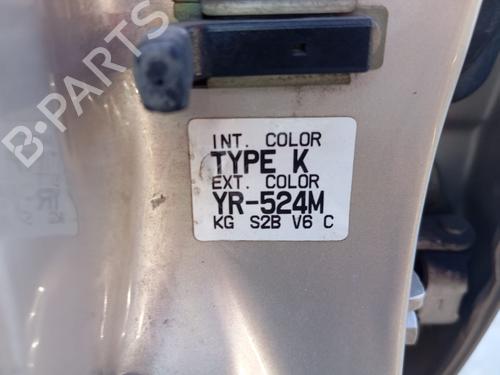 B-PARTS
INT. COLOR
TYPE K
EXT. COLOR
YR-524M
KG S2B V6 C